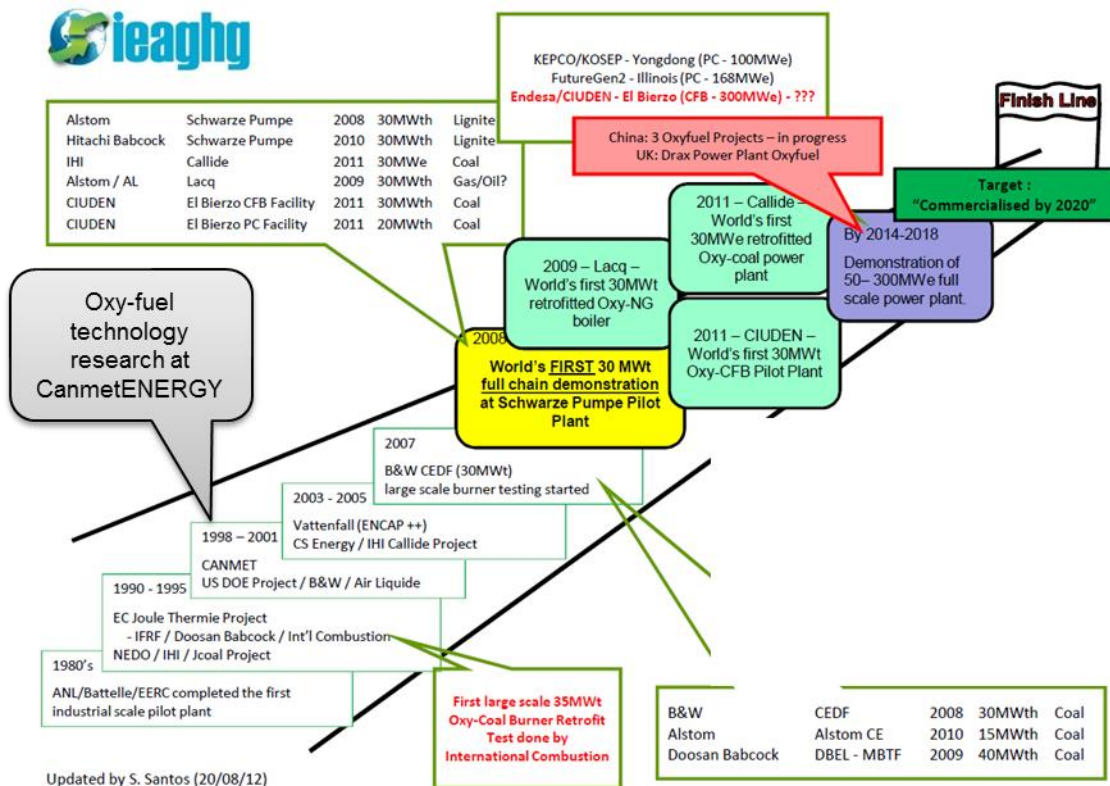 ieaghg
KEPCO/KOSEP - Yongdong (PC - 100MWe)
FutureGen2 - Illinois (PC - 168MWe)
Endesa/CIUDEN - El Bierzo (CFB - 300MWe) - ???
Finish Line
Alstom Schwarze Pumpe 2008 30MWth Lignite
Hitachi Babcock Schwarze Pumpe 2010 30MWth Lignite
IHI Callide 2011 30MWe Coal
Alstom / AL Lacq 2009 30MWth Gas/Oil?
CIUDEN El Bierzo CFB Facility 2011 30MWth Coal
CIUDEN El Bierzo PC Facility 2011 20MWth Coal
China: 3 Oxyfuel Projects – in progress
UK: Drax Power Plant Oxyfuel
Target :
"Commercialised by 2020"
By 2014-2018
Demonstration of
50– 300MWe full
scale power plant.
2011 – Callide –
World's first
30MWe retrofitted
Oxy-coal power
plant
2009 – Lacq –
World's first 30MWt
retrofitted Oxy-NG
boiler
2011 – CIUDEN –
World's first 30MWt
Oxy-CFB Pilot Plant
2008
World's FIRST 30 MWt
full chain demonstration
at Schwarze Pumpe Pilot
Plant
Oxy-fuel
technology
research at
CanmetENERGY
2007
B&W CEDF (30MWt)
large scale burner testing started
2003 - 2005
Vattenfall (ENCAP ++)
CS Energy / IHI Callide Project
1998 – 2001
CANMET
US DOE Project / B&W / Air Liquide
1990 - 1995
EC Joule Thermie Project
- IFRF / Doosan Babcock / Int'l Combustion
NEDO / IHI / Jcoal Project
1980's
ANL/Battelle/EERC completed the first
industrial scale pilot plant
First large scale 35MWt
Oxy-Coal Burner Retrofit
Test done by
International Combustion
B&W CEDF 2008 30MWth Coal
Alstom Alstom CE 2010 15MWth Coal
Doosan Babcock DBEL - MBTF 2009 40MWth Coal
Updated by S. Santos (20/08/12)